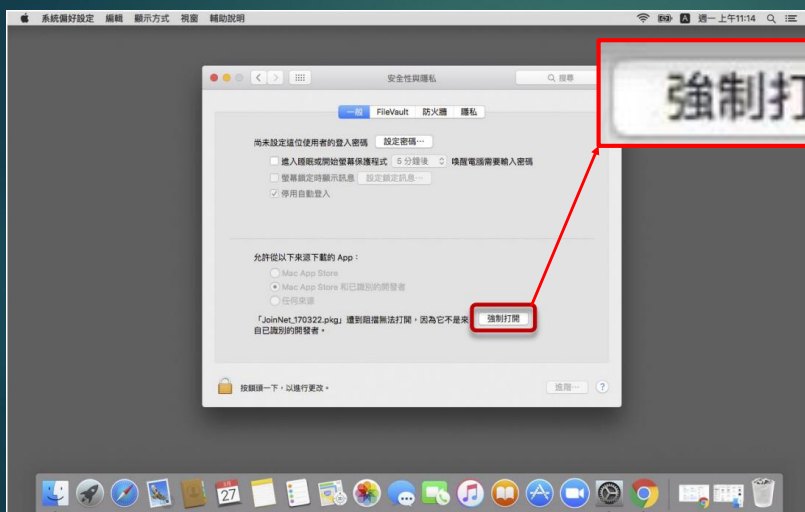 系統偏好設定 編輯 顯示方式 視窗 輔助說明
週一上午11:14
安全性與隱私
搜尋
強制打
一般 FileVault 防火牆 隱私
尚未設定這位使用者的登入密碼 設定密碼⋯
進入睡眠或開始螢幕保護程式 5 分鐘後 喚醒電腦需要輸入密碼
螢幕鎖定時顯示訊息 設定鎖定訊息⋯
停用自動登入
允許從以下來源下載的 App：
Mac App Store
Mac App Store 和已識別的開發者
任何來源
「JoinNet_170322.pkg」遭到阻擋無法打開，因為它不是來 強制打開
自已識別的開發者。
按鎖頭一下，以進行更改。
進階⋯ ?
3月
27